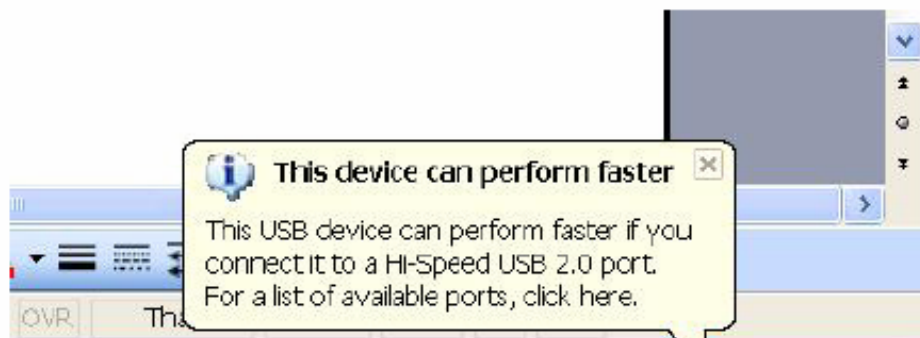 This device can perform faster
This USB device can perform faster if you
connect it to a Hi-Speed USB 2.0 port.
For a list of available ports, click here.
OVR Tha